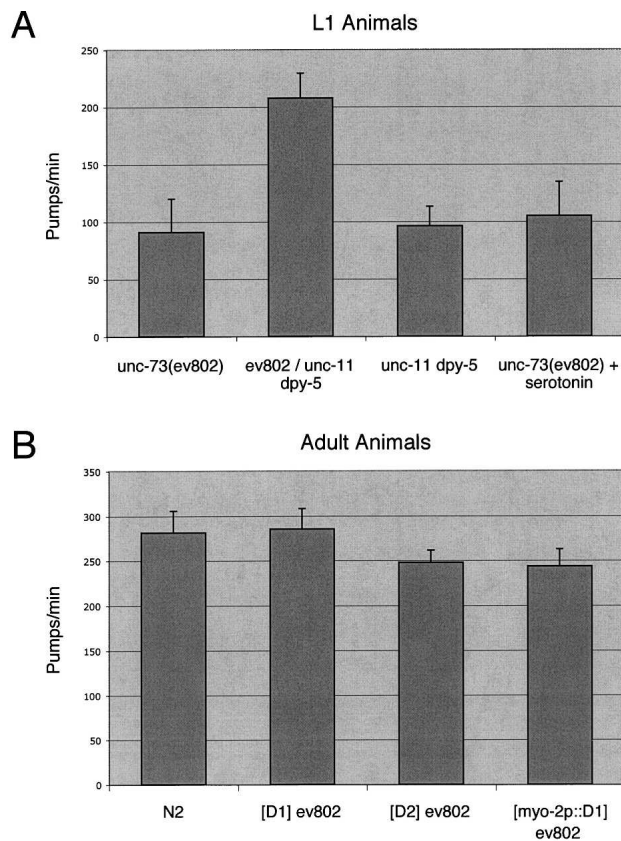 A
L1 Animals
250
200
150
100
50
0
Pumps/min
unc-73(ev802)
ev802 / unc-11
dpy-5
unc-11 dpy-5
unc-73(ev802) +
serotonin
B
Adult Animals
350
300
250
200
150
100
50
0
Pumps/min
N2
[D1] ev802
[D2] ev802
[myo-2p::D1]
ev802